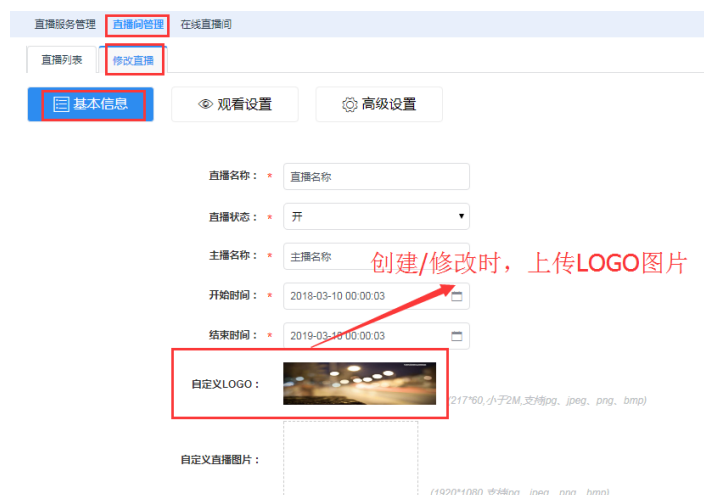 直播服务管理 直播间管理 在线直播间
直播列表 修改直播
基本信息 观看设置 高级设置
直播名称： * 直播名称
直播状态： * 开
主播名称： * 主播名称
创建/修改时，上传LOGO图片
开始时间： * 2018-03-10 00:00:03
结束时间： * 2019-03-10 00:00:03
自定义LOGO：
(217*60,小于2M,支持jpg、jpeg、png、bmp)
自定义直播图片：
(1920*1080,支持jpg、jpeg、png、bmp)